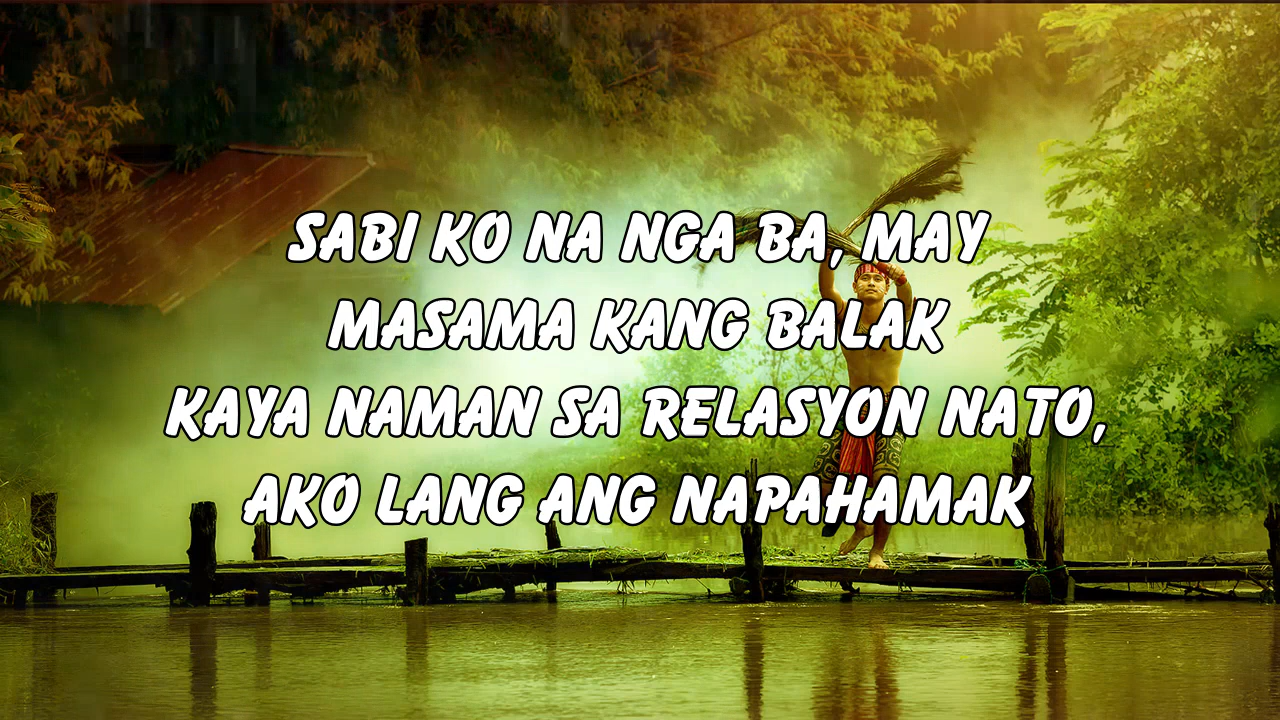 SABI KO NA NGA BA, MAY
MASAMA KANG BALAK
KAYA NAMAN SA RELASYON NATO,
AKO LANG ANG NAPAHAMAK